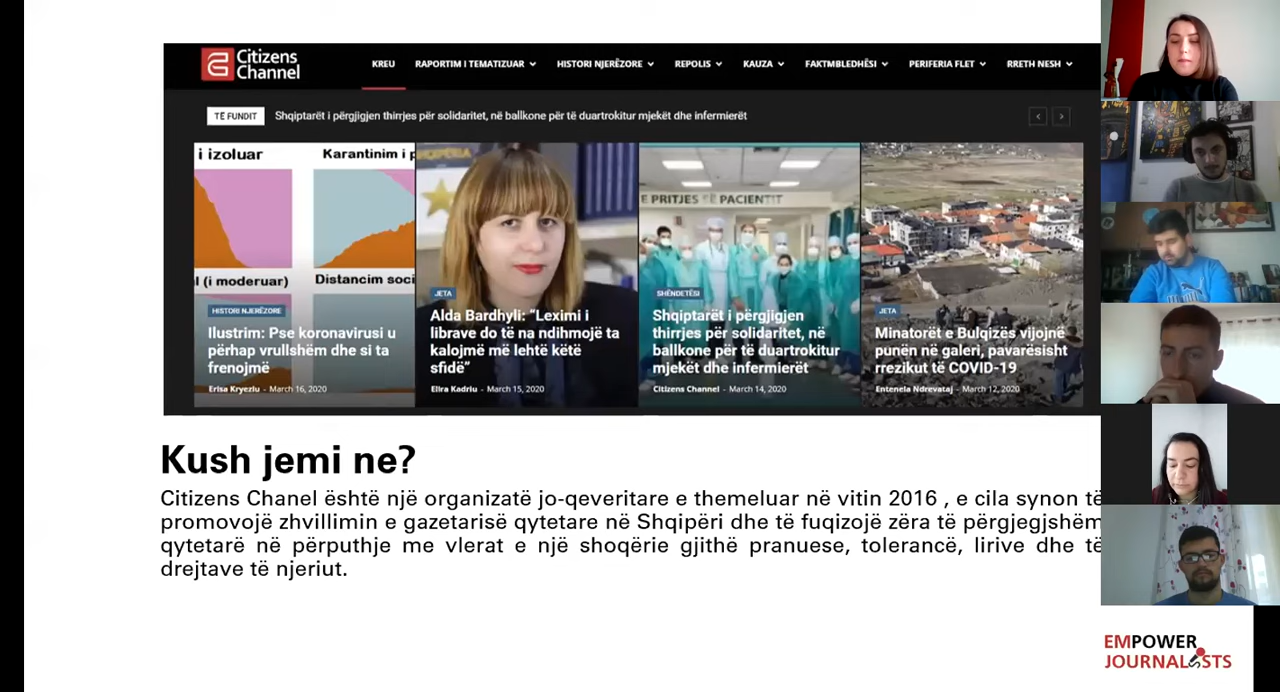 Citizens
Channel
KREU RAPORTIM I TEMATIZUAR HISTORI NJERËZORE REPOLIS KAUZA FAKTMBLEDHËSI PERIFERIA FLET RRETH NESH
TË FUNDIT Shqiptarët i përgjigjen thirrjes për solidaritet, në ballkone për të duartrokitur mjekët dhe infermierët
i izoluar
Karantinim i p
l (i moderuar)
Distancim soci
HISTORI NJERËZORE
Ilustrim: Pse koronavirusi u
përhap vrullshëm dhe si ta
frenojmë
Erisa Kryeziu - March 16, 2020
JETA
Alda Bardhyli: “Leximi i
librave do të na ndihmojë ta
kalojmë më lehtë këtë
sfidë”
Elira Kadriu - March 15, 2020
E PRITJES SË PACIENTIT
SHËNDETËSI
Shqiptarët i përgjigjen
thirrjes për solidaritet, në
ballkone për të duartrokitur
mjekët dhe infermierët
Citizens Channel - March 14, 2020
JETA
Minatorët e Bulqizës vijojnë
punën në galeri, pavarësisht
rrezikut të COVID-19
Entenela Ndrevataj - March 12, 2020
Kush jemi ne?
Citizens Chanel është një organizatë jo-qeveritare e themeluar në vitin 2016 , e cila synon të
promovojë zhvillimin e gazetarisë qytetare në Shqipëri dhe të fuqizojë zëra të përgjegjshëm
qytetarë në përputhje me vlerat e një shoqërie gjithë pranuese, tolerancë, lirive dhe të
drejtave të njeriut.
EMPOWER
JOURNALISTS